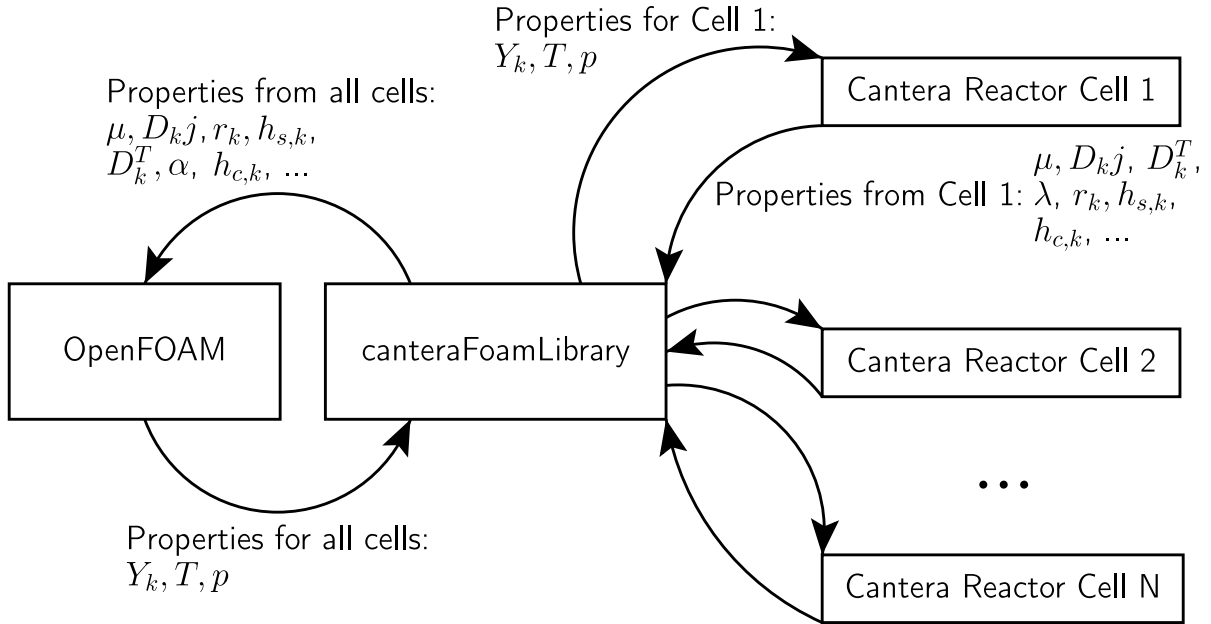 Properties for Cell 1:
Y_k, T, p
Cantera Reactor Cell 1
Properties from all cells:
μ, D_k j, r_k, h_{s,k},
D_k^T, α, h_{c,k}, ...
μ, D_k j, D_k^T,
Properties from Cell 1: λ, r_k, h_{s,k},
h_{c,k}, ...
OpenFOAM
canteraFoamLibrary
Cantera Reactor Cell 2
...
Properties for all cells:
Y_k, T, p
Cantera Reactor Cell N